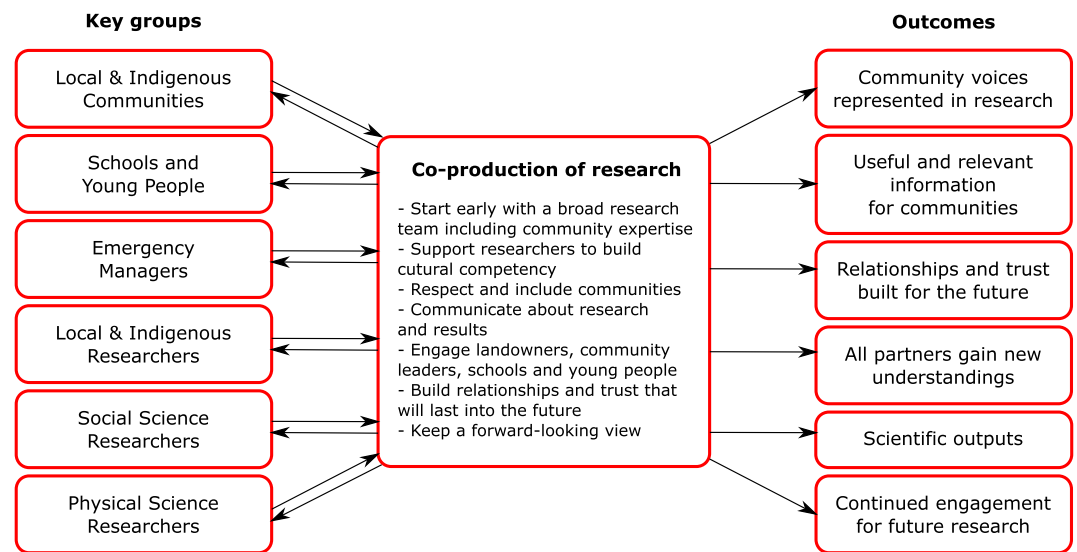 Key groups
Local & Indigenous
Communities
Schools and
Young People
Emergency
Managers
Local & Indigenous
Researchers
Social Science
Researchers
Physical Science
Researchers
Co-production of research
- Start early with a broad research
team including community expertise
- Support researchers to build
cutural competency
- Respect and include communities
- Communicate about research
and results
- Engage landowners, community
leaders, schools and young people
- Build relationships and trust that
will last into the future
- Keep a forward-looking view
Outcomes
Community voices
represented in research
Useful and relevant
information
for communities
Relationships and trust
built for the future
All partners gain new
understandings
Scientific outputs
Continued engagement
for future research